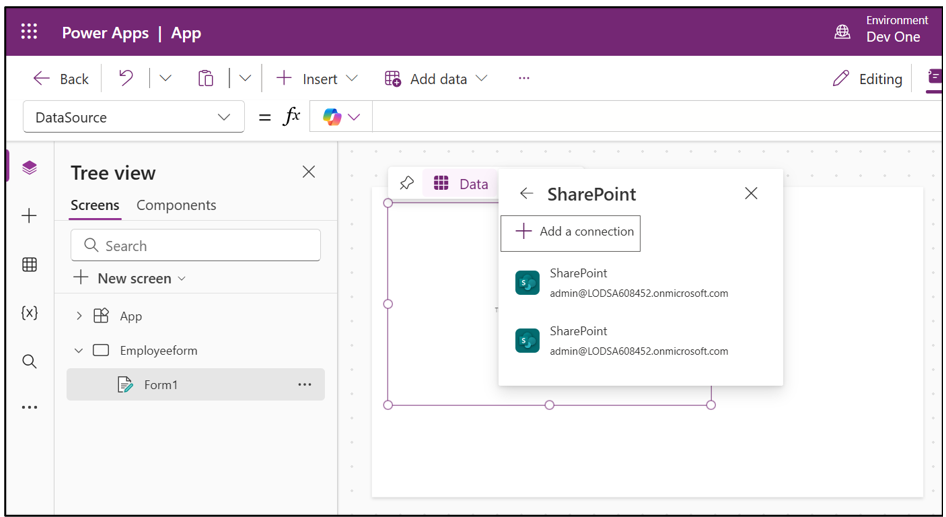 Power Apps | App
Environment
Dev One
Back
Insert
Add data
Editing
DataSource
= fx
Tree view
Screens
Components
Search
New screen
App
Employeeform
Form1
Data
SharePoint
Add a connection
SharePoint
admin@LODSA608452.onmicrosoft.com
SharePoint
admin@LODSA608452.onmicrosoft.com
{x}